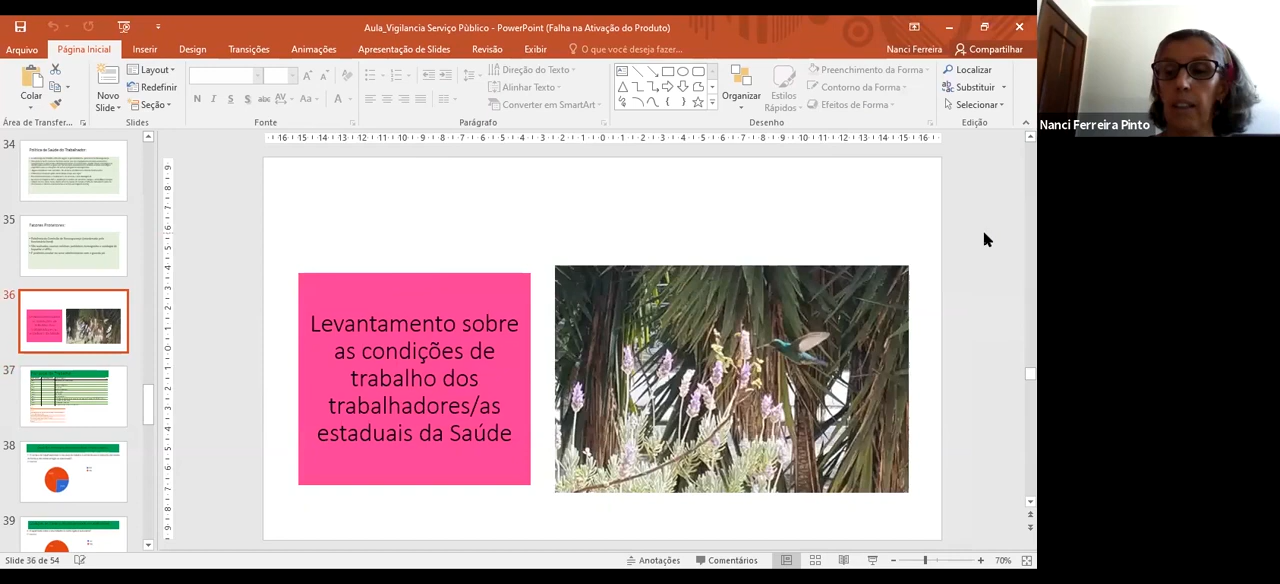 Aula_Vigilancia Serviço Público - PowerPoint (Falha na Ativação do Produto)
Arquivo Página Inicial Inserir Design Transições Animações Apresentação de Slides Revisão Exibir O que você deseja fazer... Nanci Ferreira Compartilhar
Colar
Novo
Slide
Layout
Redefinir
Seção
N I S S abc AV Aa A
Direção do Texto
Alinhar Texto
Converter em SmartArt
Organizar
Estilos
Rápidos
Preenchimento da Forma
Contorno da Forma
Efeitos de Forma
Localizar
Substituir
Selecionar
Área de Transfer... Slides Fonte Parágrafo Desenho Edição
Nanci Ferreira Pinto
34
35
36
37
38
39
Levantamento sobre
as condições de
trabalho dos
trabalhadores/as
estaduais da Saúde
Slide 36 de 54 Anotações Comentários 70%